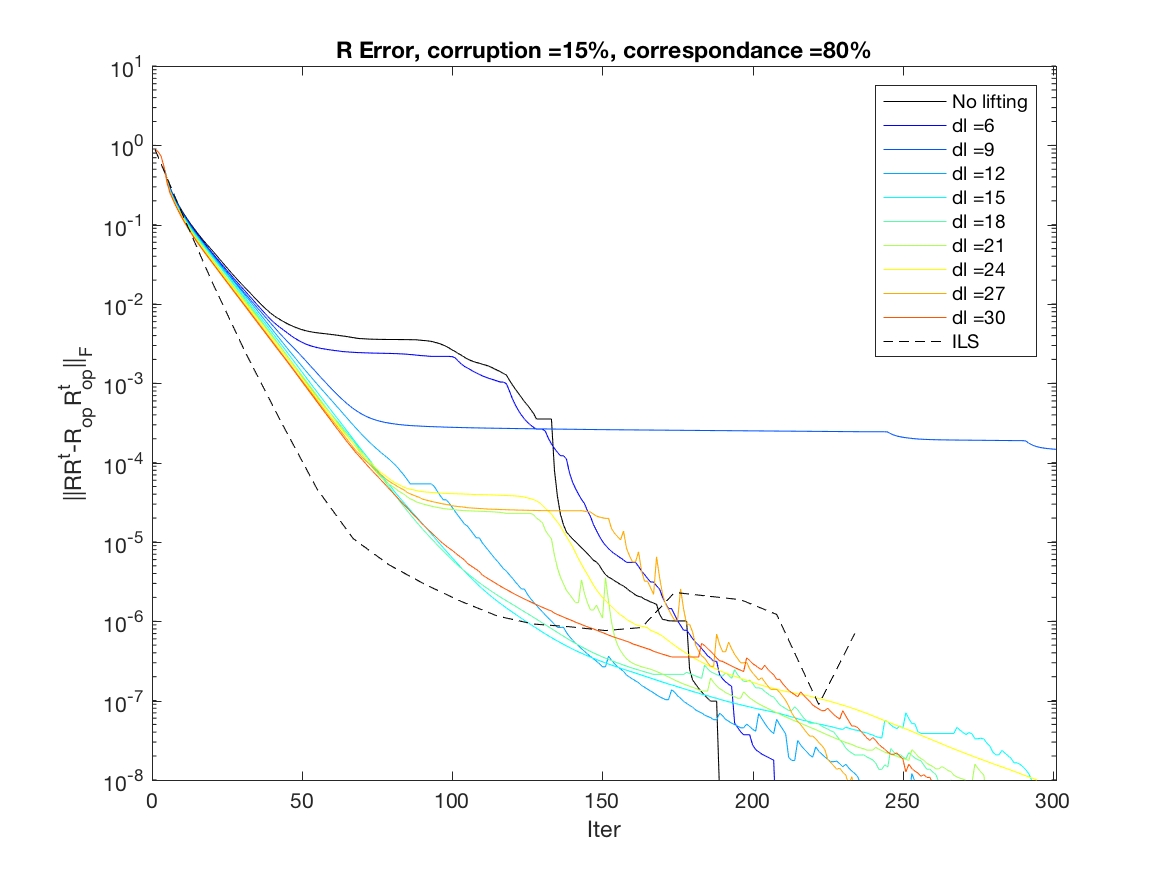 R Error, corruption =15%, correspondance =80%
10^1
10^0
10^-1
10^-2
10^-3
10^-4
10^-5
10^-6
10^-7
10^-8
||RR^t-R_op R_op^t||_F
No lifting
dl =6
dl =9
dl =12
dl =15
dl =18
dl =21
dl =24
dl =27
dl =30
ILS
0 50 100 150 200 250 300
Iter